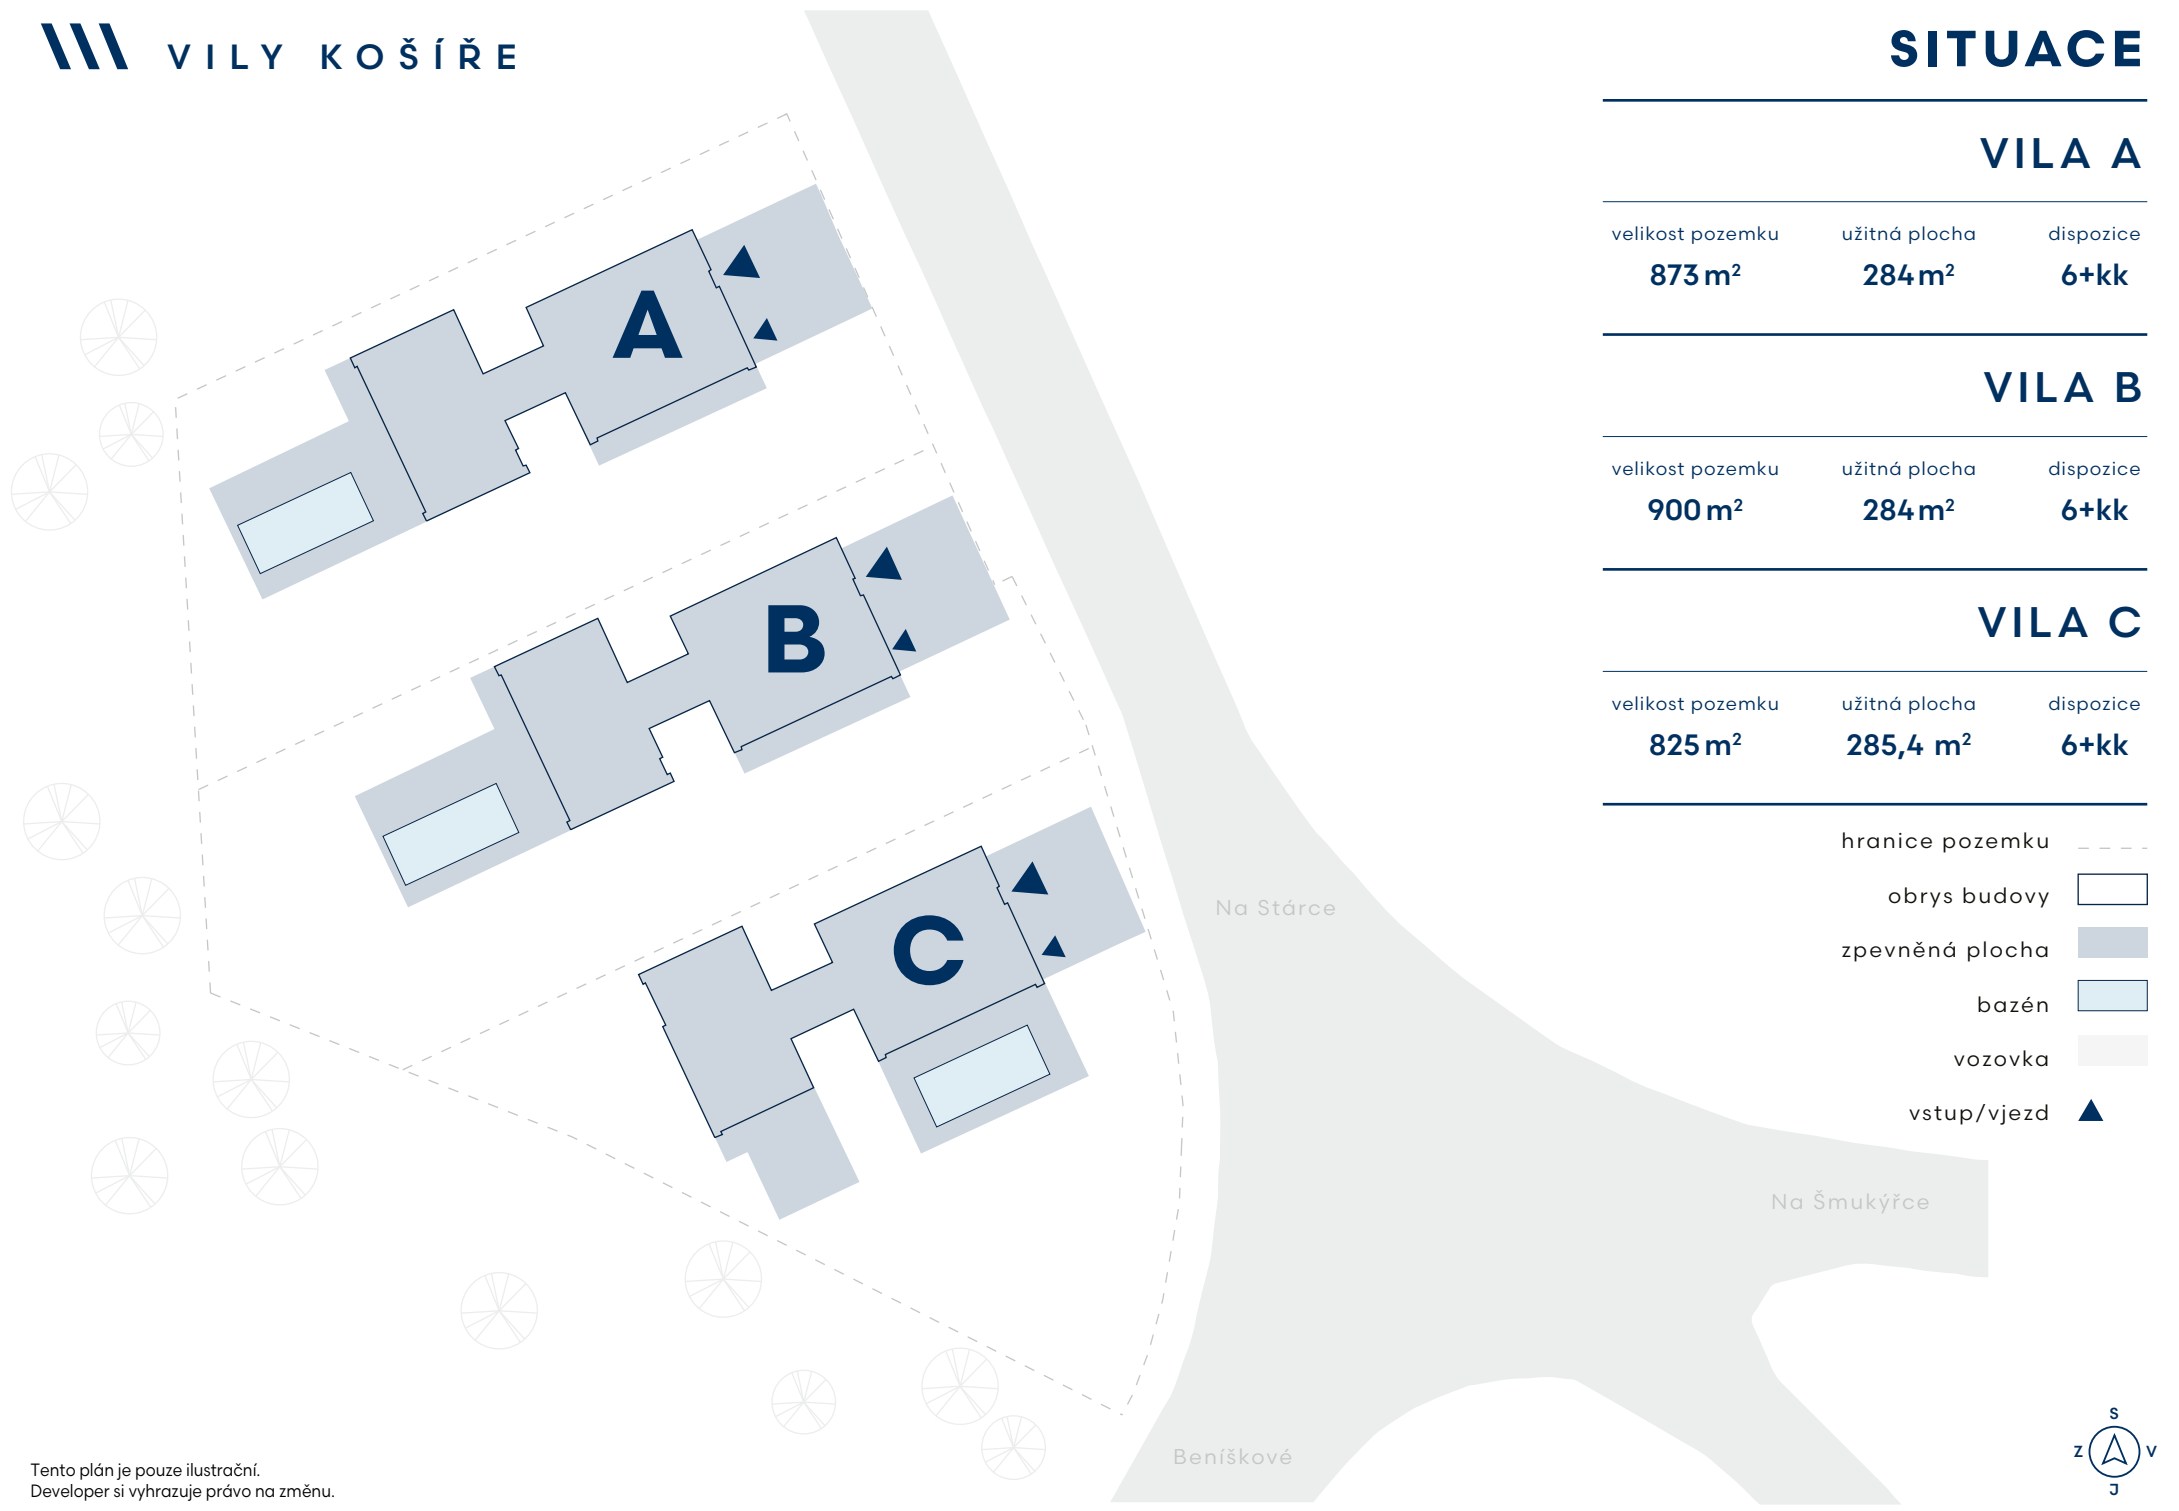 VILY KOŠÍŘE
SITUACE
VILA A
velikost pozemku užitná plocha dispozice
873 m² 284 m² 6+kk
VILA B
velikost pozemku užitná plocha dispozice
900 m² 284 m² 6+kk
VILA C
velikost pozemku užitná plocha dispozice
825 m² 285,4 m² 6+kk
hranice pozemku
obrys budovy
zpevněná plocha
bazén
vozovka
vstup/vjezd
A
B
C
Na Stárce
Na Šmukýřce
Beníškové
S
Z V
J
Tento plán je pouze ilustrační.
Developer si vyhrazuje právo na změnu.